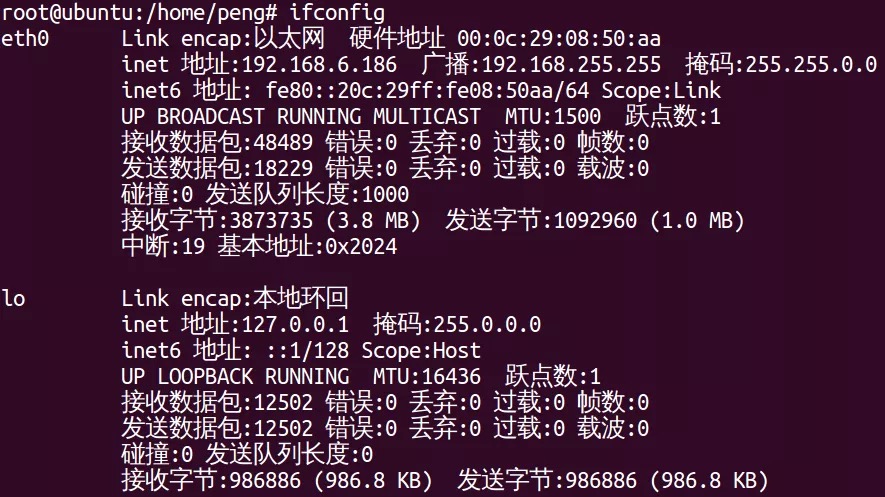 root@ubuntu:/home/peng# ifconfig
eth0 Link encap:以太网 硬件地址 00:0c:29:08:50:aa
inet 地址:192.168.6.186 广播:192.168.255.255 掩码:255.255.0.0
inet6 地址: fe80::20c:29ff:fe08:50aa/64 Scope:Link
UP BROADCAST RUNNING MULTICAST MTU:1500 跃点数:1
接收数据包:48489 错误:0 丢弃:0 过载:0 帧数:0
发送数据包:18229 错误:0 丢弃:0 过载:0 载波:0
碰撞:0 发送队列长度:1000
接收字节:3873735 (3.8 MB) 发送字节:1092960 (1.0 MB)
中断:19 基本地址:0x2024
lo Link encap:本地环回
inet 地址:127.0.0.1 掩码:255.0.0.0
inet6 地址: ::1/128 Scope:Host
UP LOOPBACK RUNNING MTU:16436 跃点数:1
接收数据包:12502 错误:0 丢弃:0 过载:0 帧数:0
发送数据包:12502 错误:0 丢弃:0 过载:0 载波:0
碰撞:0 发送队列长度:0
接收字节:986886 (986.8 KB) 发送字节:986886 (986.8 KB)